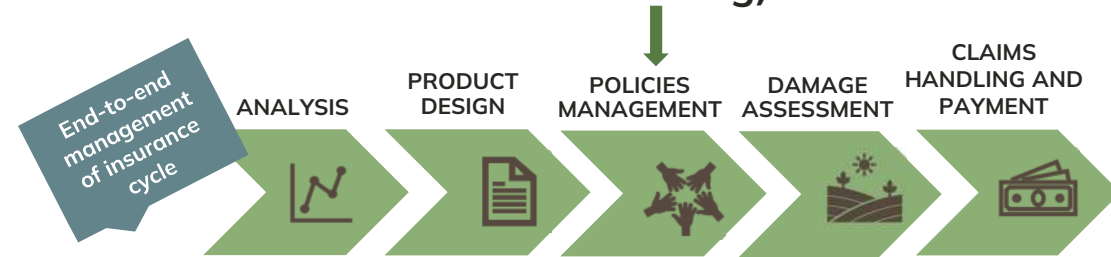 End-to-end
management
of insurance
cycle
ANALYSIS
PRODUCT
DESIGN
POLICIES
MANAGEMENT
DAMAGE
ASSESSMENT
CLAIMS
HANDLING AND
PAYMENT